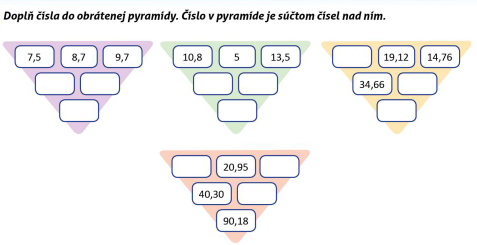 Doplň čísla do obrátenej pyramídy. Číslo v pyramíde je súčtom čísel nad ním.
7,5 8,7 9,7 10,8 5 13,5 19,12 14,76
34,66
20,95
40,30
90,18